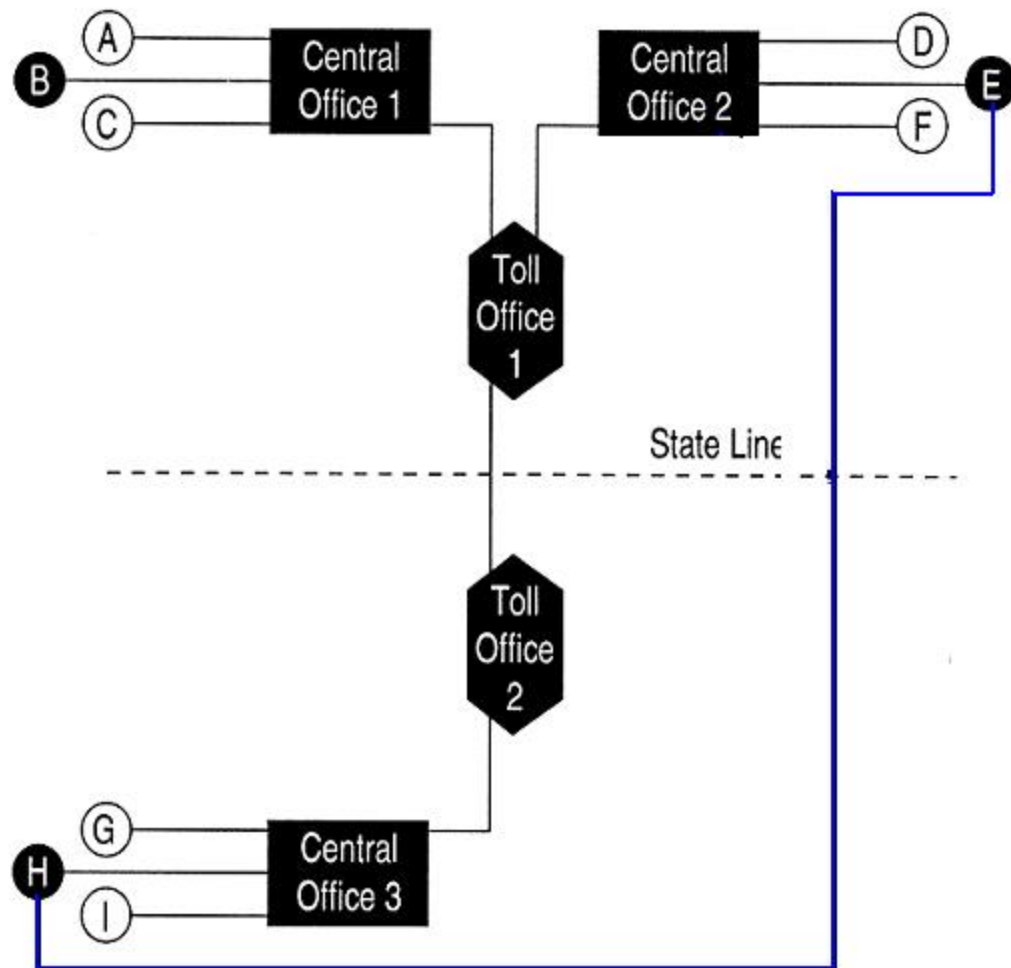 A
B
C
Central
Office 1
Central
Office 2
D
E
F
Toll
Office
1
State Line
Toll
Office
2
G
H
I
Central
Office 3